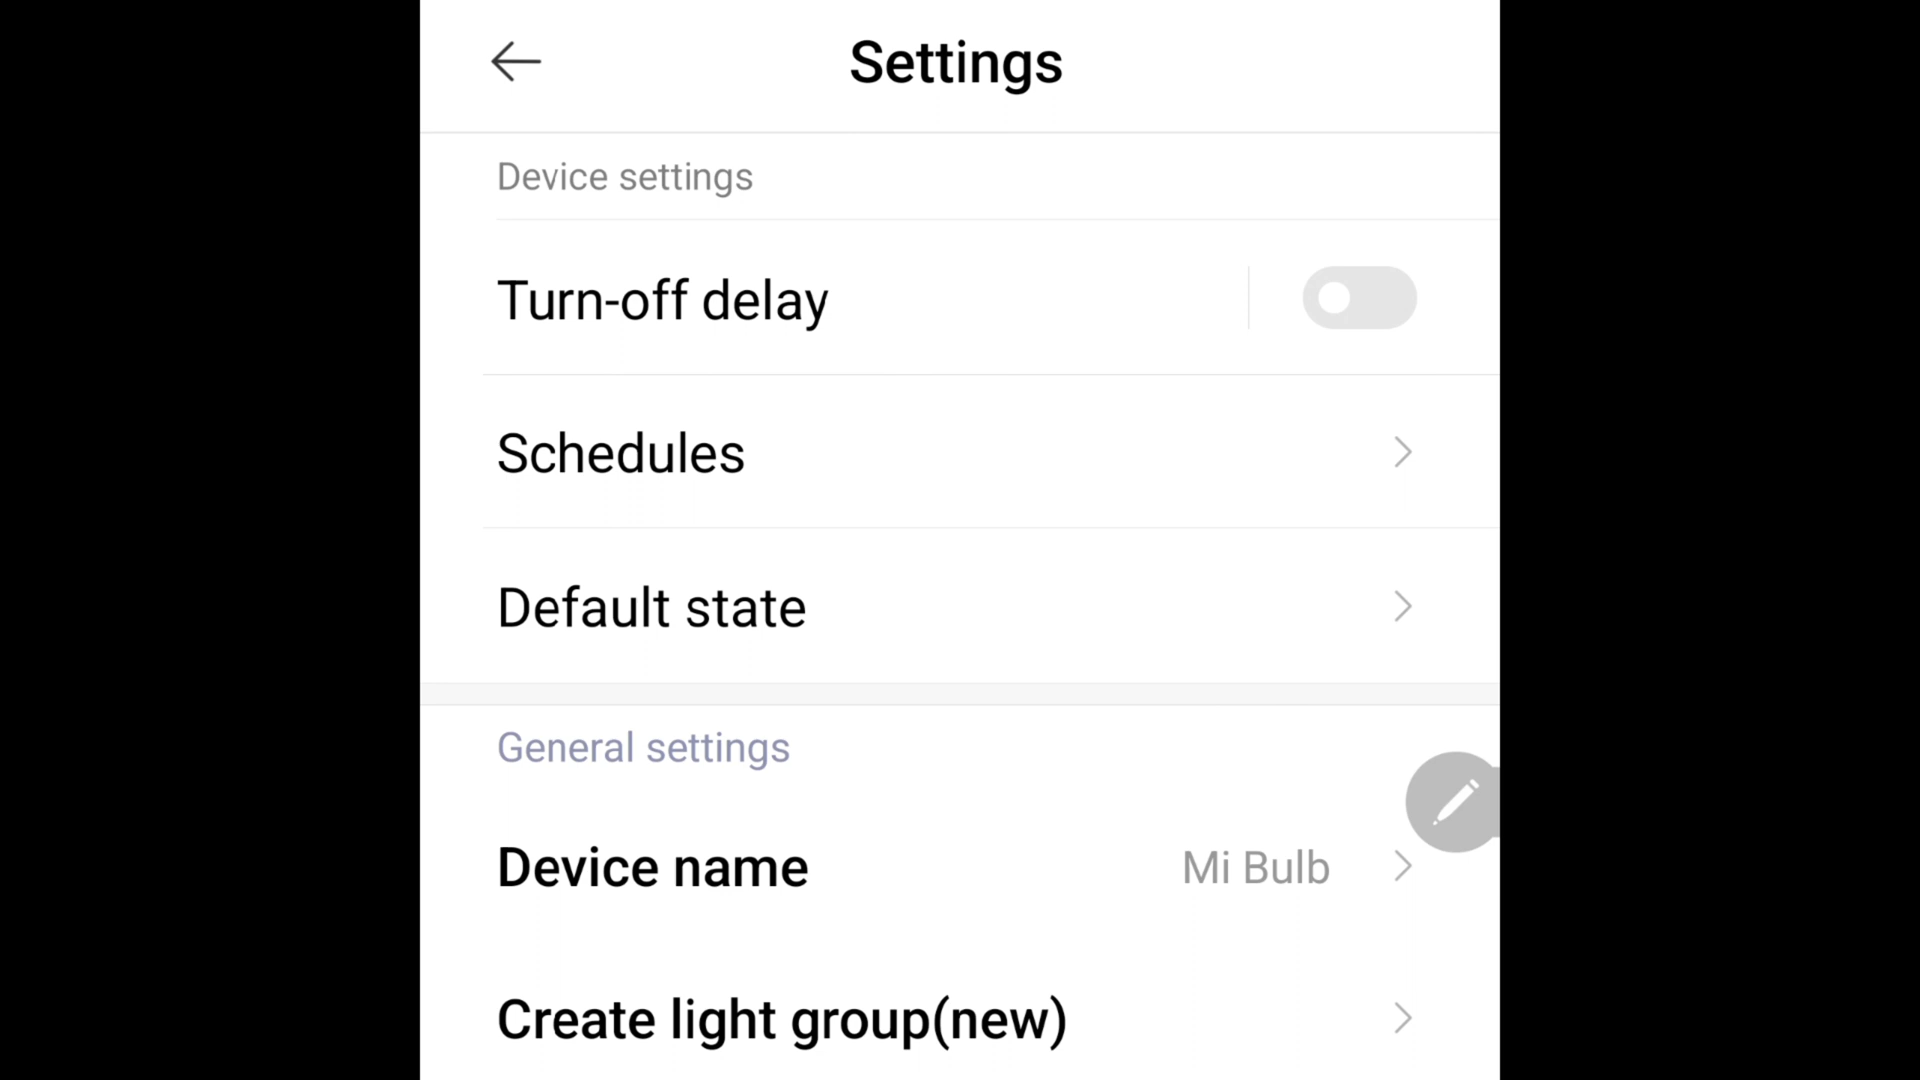 Settings
Device settings
Turn-off delay
Schedules
Default state
General settings
Device name
Mi Bulb
Create light group(new)